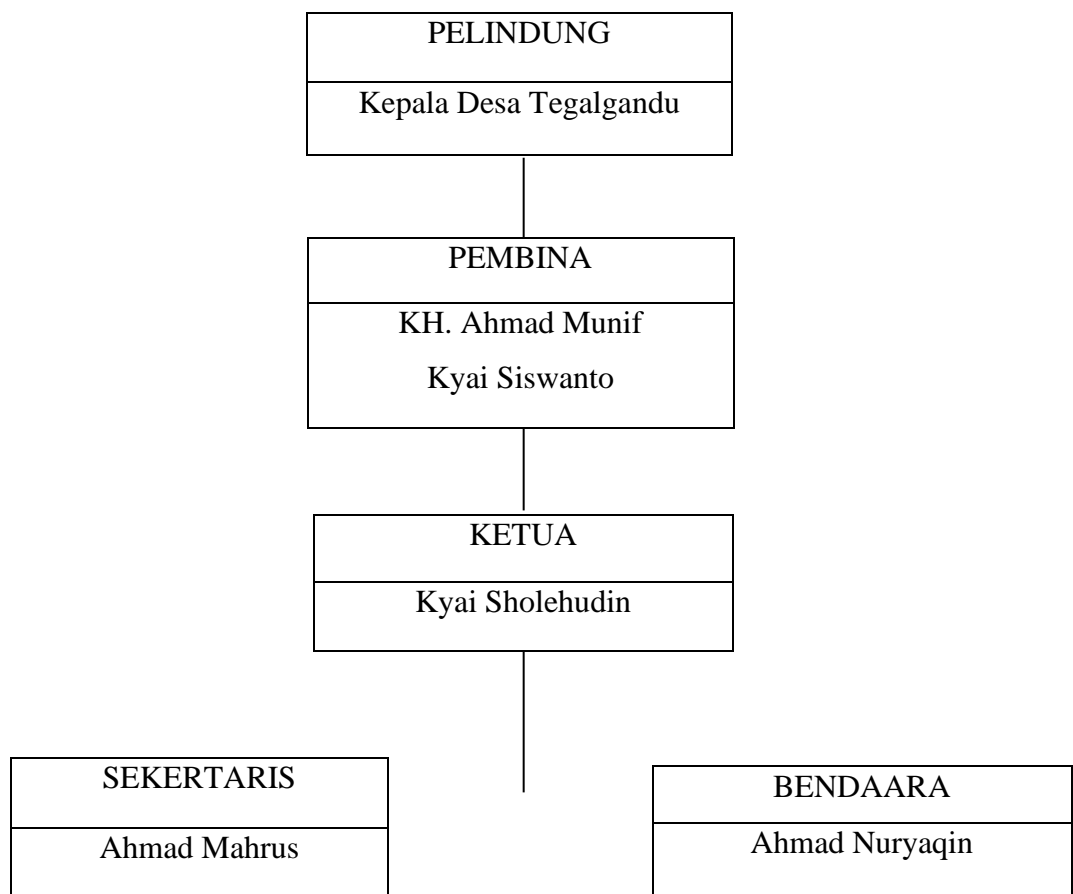 PELINDUNG
Kepala Desa Tegalgandu
PEMBINA
KH. Ahmad Munif
Kyai Siswanto
KETUA
Kyai Sholehudin
SEKERTARIS
Ahmad Mahrus
BENDAARA
Ahmad Nuryaqin